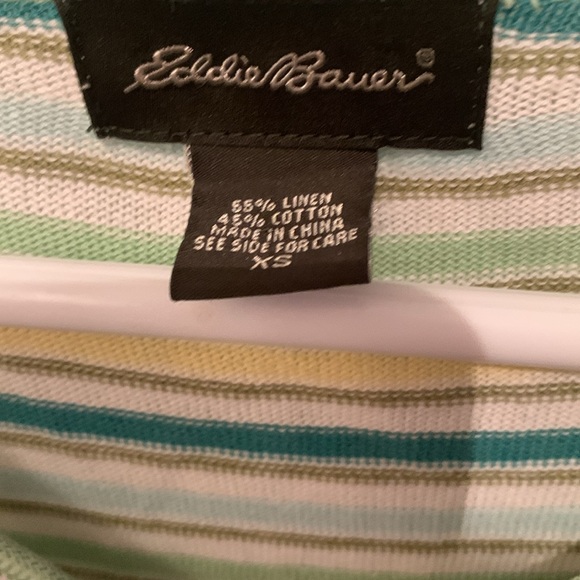 Eddie Bauer®
55% LINEN
45% COTTON
MADE IN CHINA
SEE SIDE FOR CARE
XS